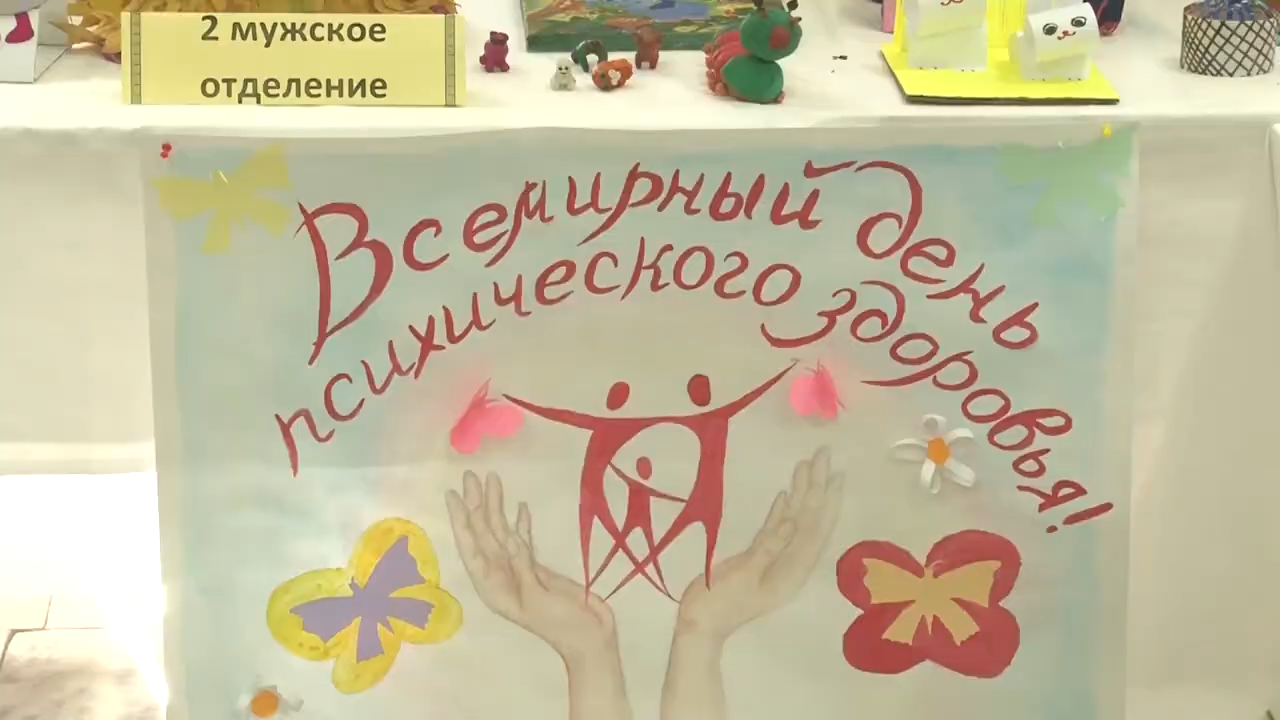 2 мужское
отделение
Всемирный день
психического здоровья!